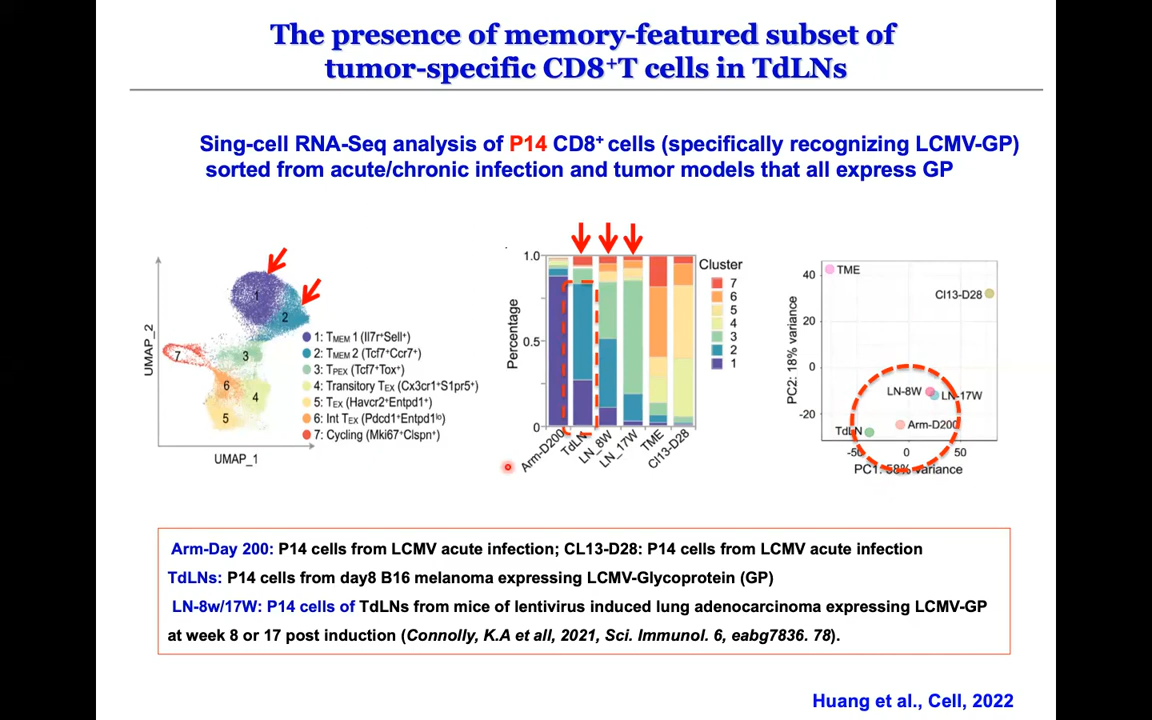 The presence of memory-featured subset of
tumor-specific CD8⁺T cells in TdLNs
Sing-cell RNA-Seq analysis of P14 CD8⁺ cells (specifically recognizing LCMV-GP)
sorted from acute/chronic infection and tumor models that all express GP
UMAP_2
1
2
3
4
5
6
7
1: TMEM 1 (Il7r⁺Sell⁺)
2: TMEM 2 (Tcf7⁺Ccr7⁺)
3: TPEX (Tcf7⁺Tox⁺)
4: Transitory TEX (Cx3cr1⁺S1pr5⁺)
5: TEX (Havcr2⁺Entpd1⁺)
6: Int TEX (Pdcd1⁺Entpd1ˡᵒ)
7: Cycling (Mki67⁺Clspn⁺)
UMAP_1
Percentage
1.0
0.5
0
Arm-D200
TdLN
LN_8W
LN_17W
TME
Cl13-D28
Cluster
7
6
5
4
3
2
1
PC2: 18% variance
40
20
0
-20
TME
Cl13-D28
LN-8W
LN-17W
Arm-D200
TdLN
-50
0
50
PC1: 58% variance
Arm-Day 200: P14 cells from LCMV acute infection; CL13-D28: P14 cells from LCMV acute infection
TdLNs: P14 cells from day8 B16 melanoma expressing LCMV-Glycoprotein (GP)
LN-8w/17W: P14 cells of TdLNs from mice of lentivirus induced lung adenocarcinoma expressing LCMV-GP
at week 8 or 17 post induction (Connolly, K.A et all, 2021, Sci. Immunol. 6, eabg7836. 78).
Huang et al., Cell, 2022